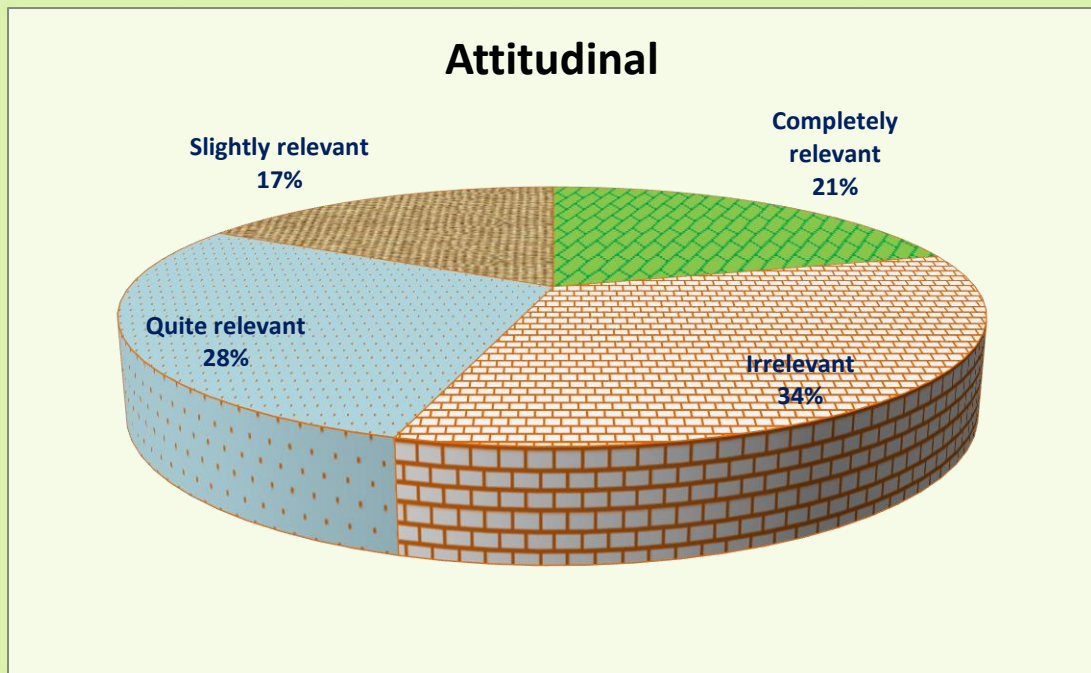 Attitudinal
Completely
relevant
21%
Irrelevant
34%
Quite relevant
28%
Slightly relevant
17%